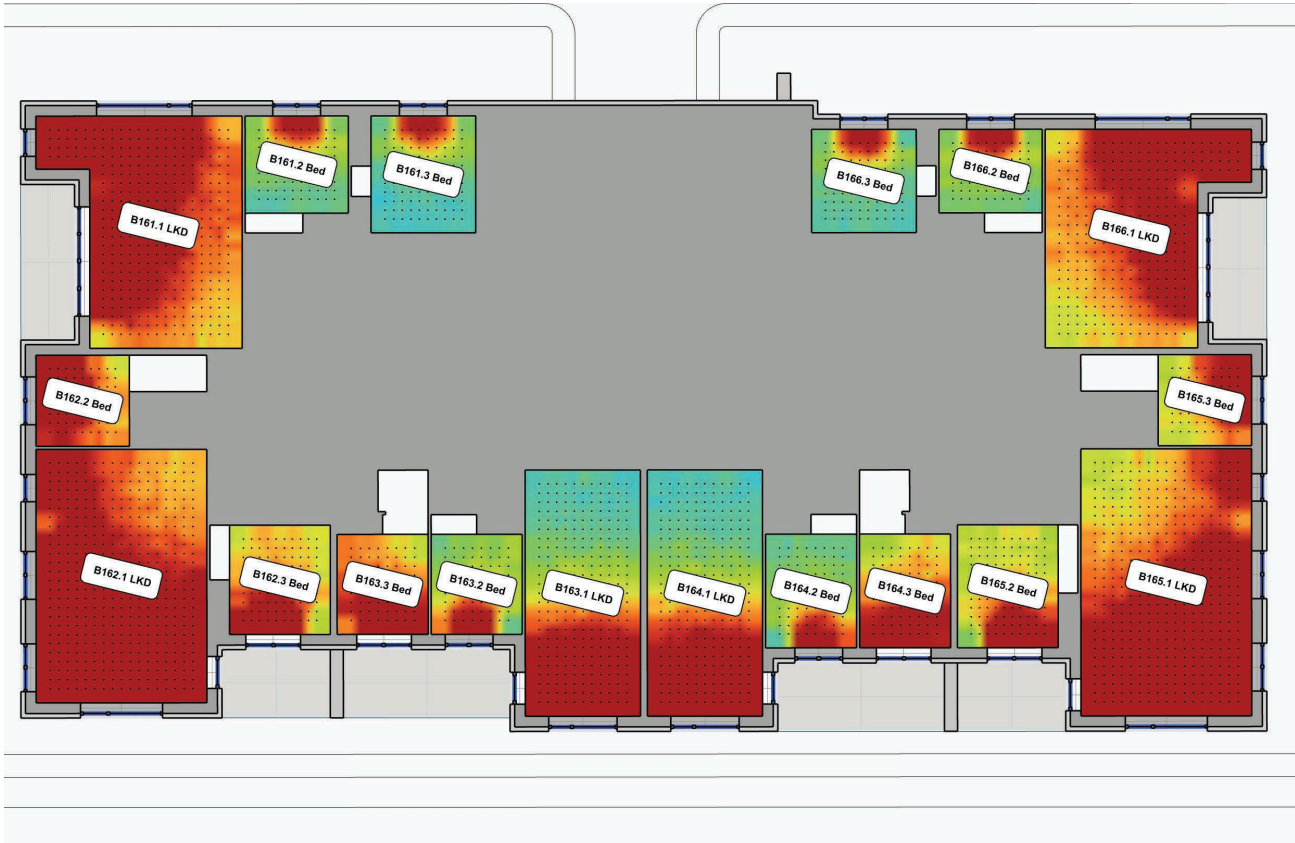 B161.2 Bed
B161.3 Bed
B166.3 Bed
B166.2 Bed
B161.1 LKD
B166.1 LKD
B162.2 Bed
B165.3 Bed
B162.1 LKD
B162.3 Bed
B163.3 Bed
B163.2 Bed
B163.1 LKD
B164.1 LKD
B164.2 Bed
B164.3 Bed
B165.2 Bed
B165.1 LKD